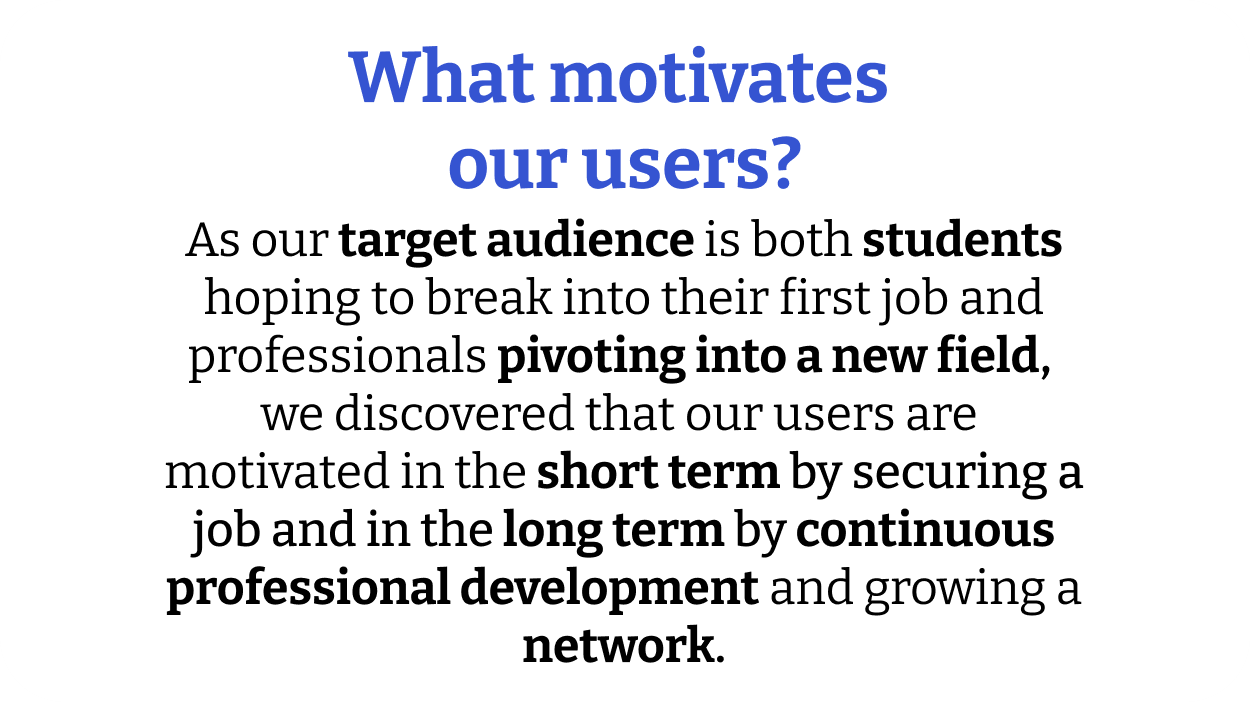 What motivates
our users?
As our target audience is both students
hoping to break into their first job and
professionals pivoting into a new field,
we discovered that our users are
motivated in the short term by securing a
job and in the long term by continuous
professional development and growing a
network.